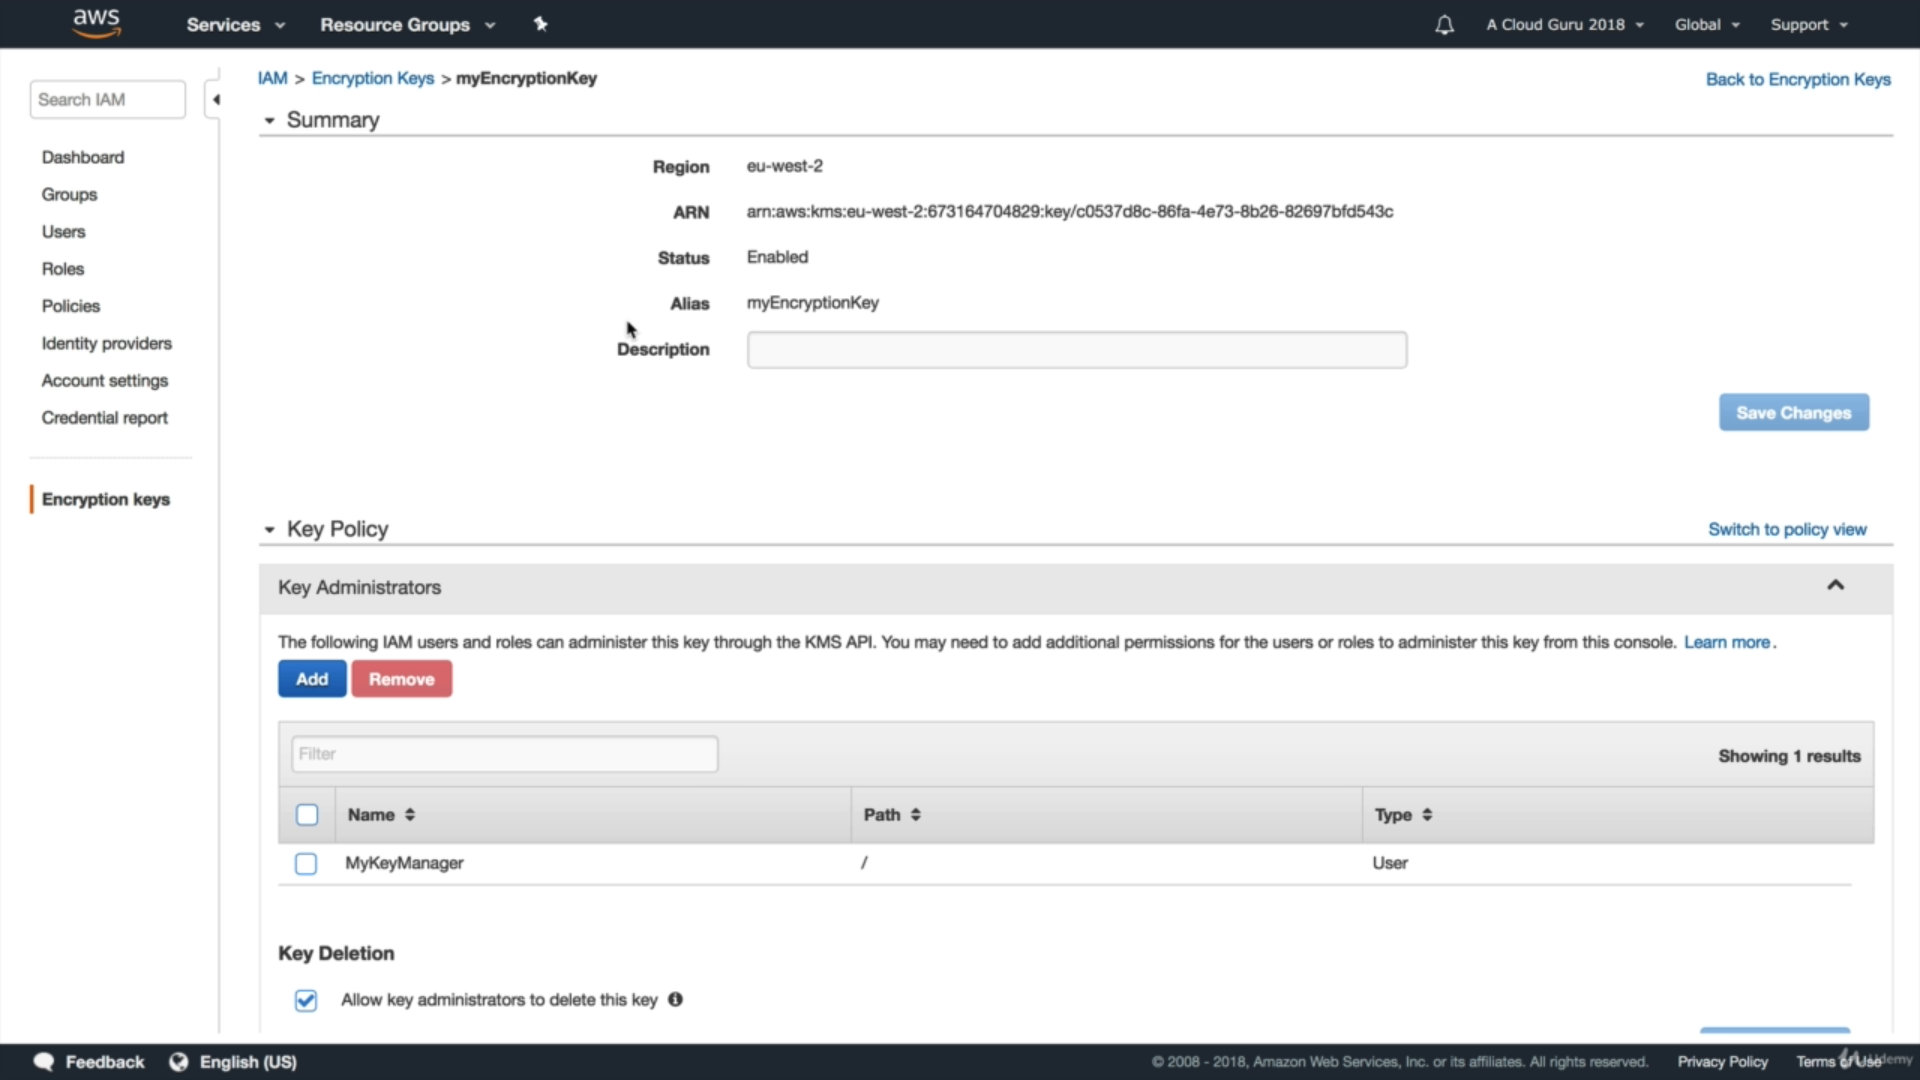 aws Services Resource Groups A Cloud Guru 2018 Global Support
Search IAM
Dashboard
Groups
Users
Roles
Policies
Identity providers
Account settings
Credential report
Encryption keys
IAM > Encryption Keys > myEncryptionKey
Back to Encryption Keys
Summary
Region eu-west-2
ARN arn:aws:kms:eu-west-2:673164704829:key/c0537d8c-86fa-4e73-8b26-82697bfd543c
Status Enabled
Alias myEncryptionKey
Description
Save Changes
Key Policy
Switch to policy view
Key Administrators
The following IAM users and roles can administer this key through the KMS API. You may need to add additional permissions for the users or roles to administer this key from this console. Learn more.
Add Remove
Filter
Showing 1 results
Name Path Type
MyKeyManager / User
Key Deletion
Allow key administrators to delete this key
Feedback English (US) © 2008 - 2018, Amazon Web Services, Inc. or its affiliates. All rights reserved. Privacy Policy Terms of Use
Udemy